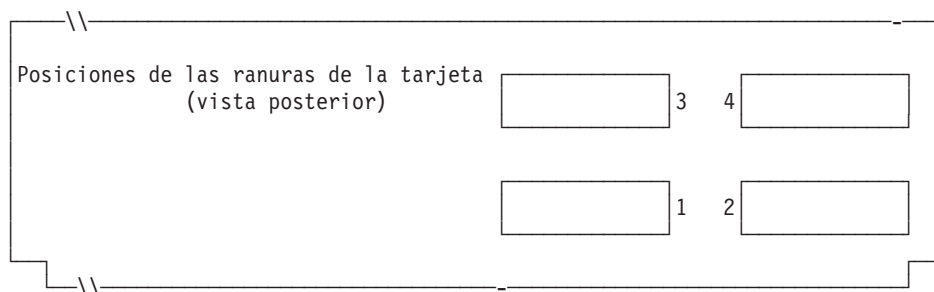 Posiciones de las ranuras de la tarjeta
(vista posterior)
3 4
1 2